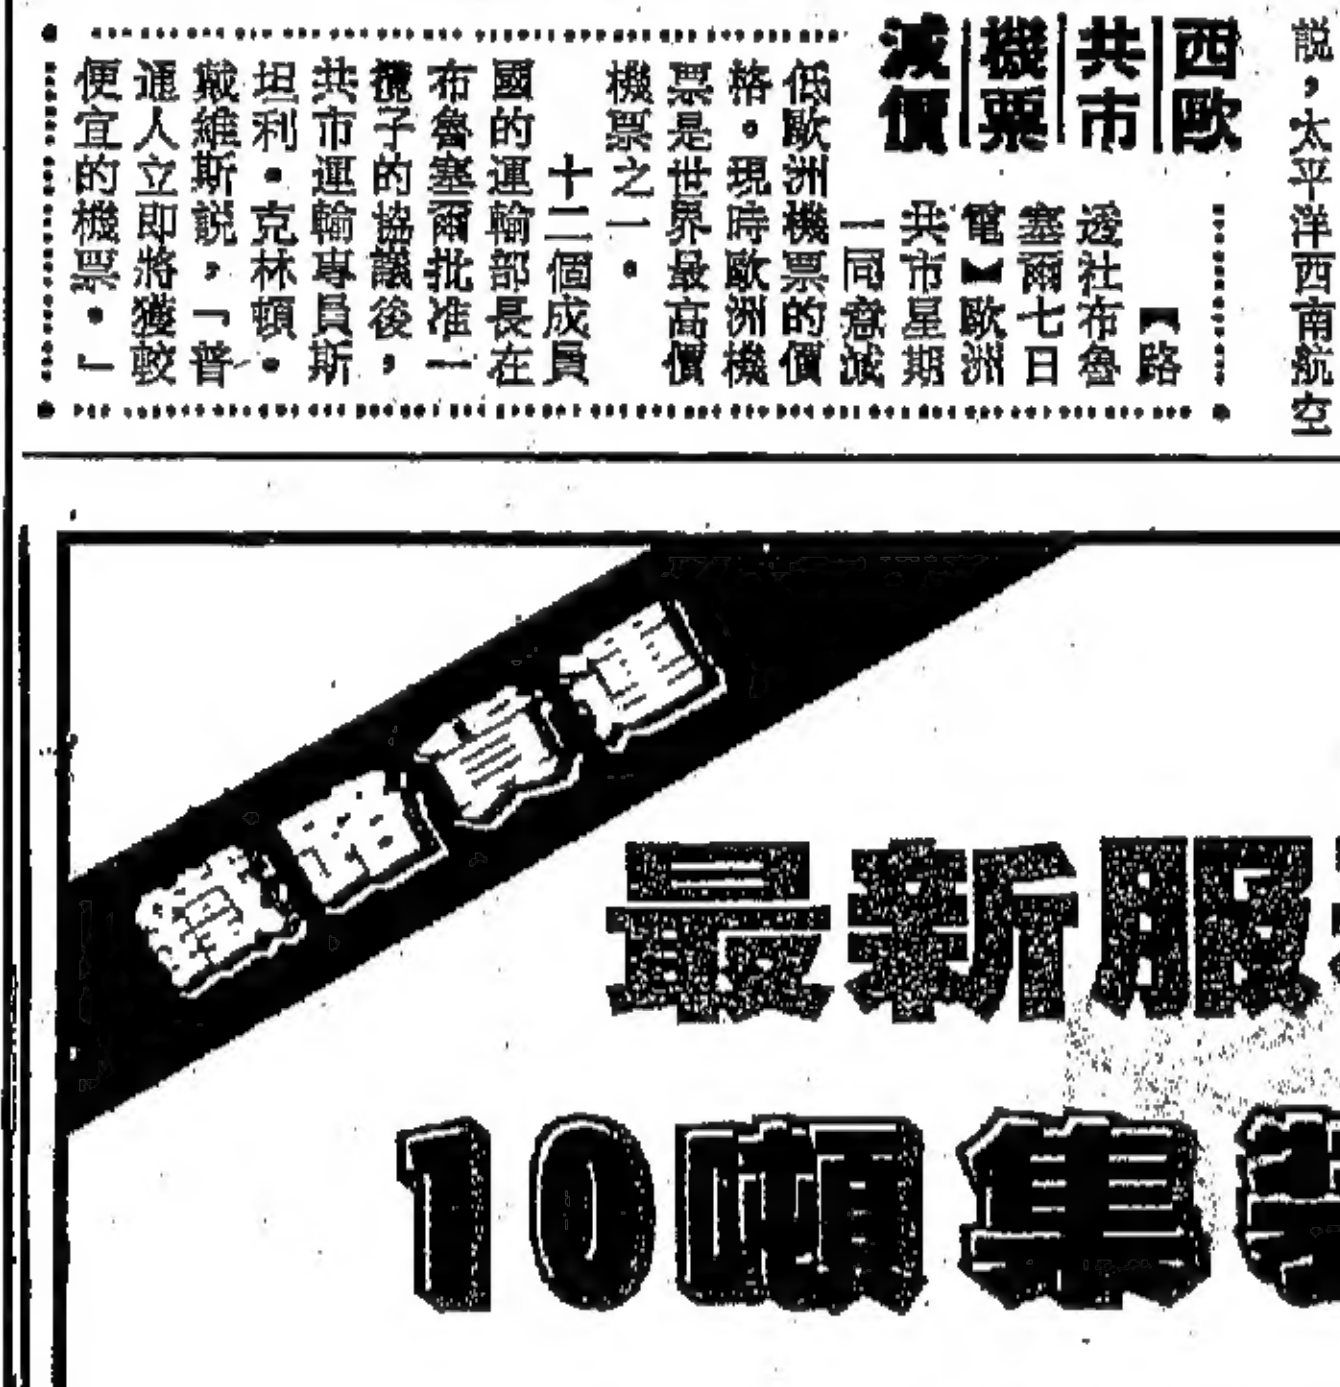 説，太平洋西南航空
西歐
共市
機票
減價
【路
透社布魯
塞爾七日
電】歐洲
共市星期
一同意減
低歐洲機票的價
格。現時歐洲機
票是世界最高價
機票之一。
十二個成員
國的運輸部長在
布魯塞爾批准一
攬子的協議後，
共市運輸專員斯
坦利・克林頓・
戴維斯説，「普
通人立即將獲較
便宜的機票。」
鐵路貨運
最新服
10噸集裝